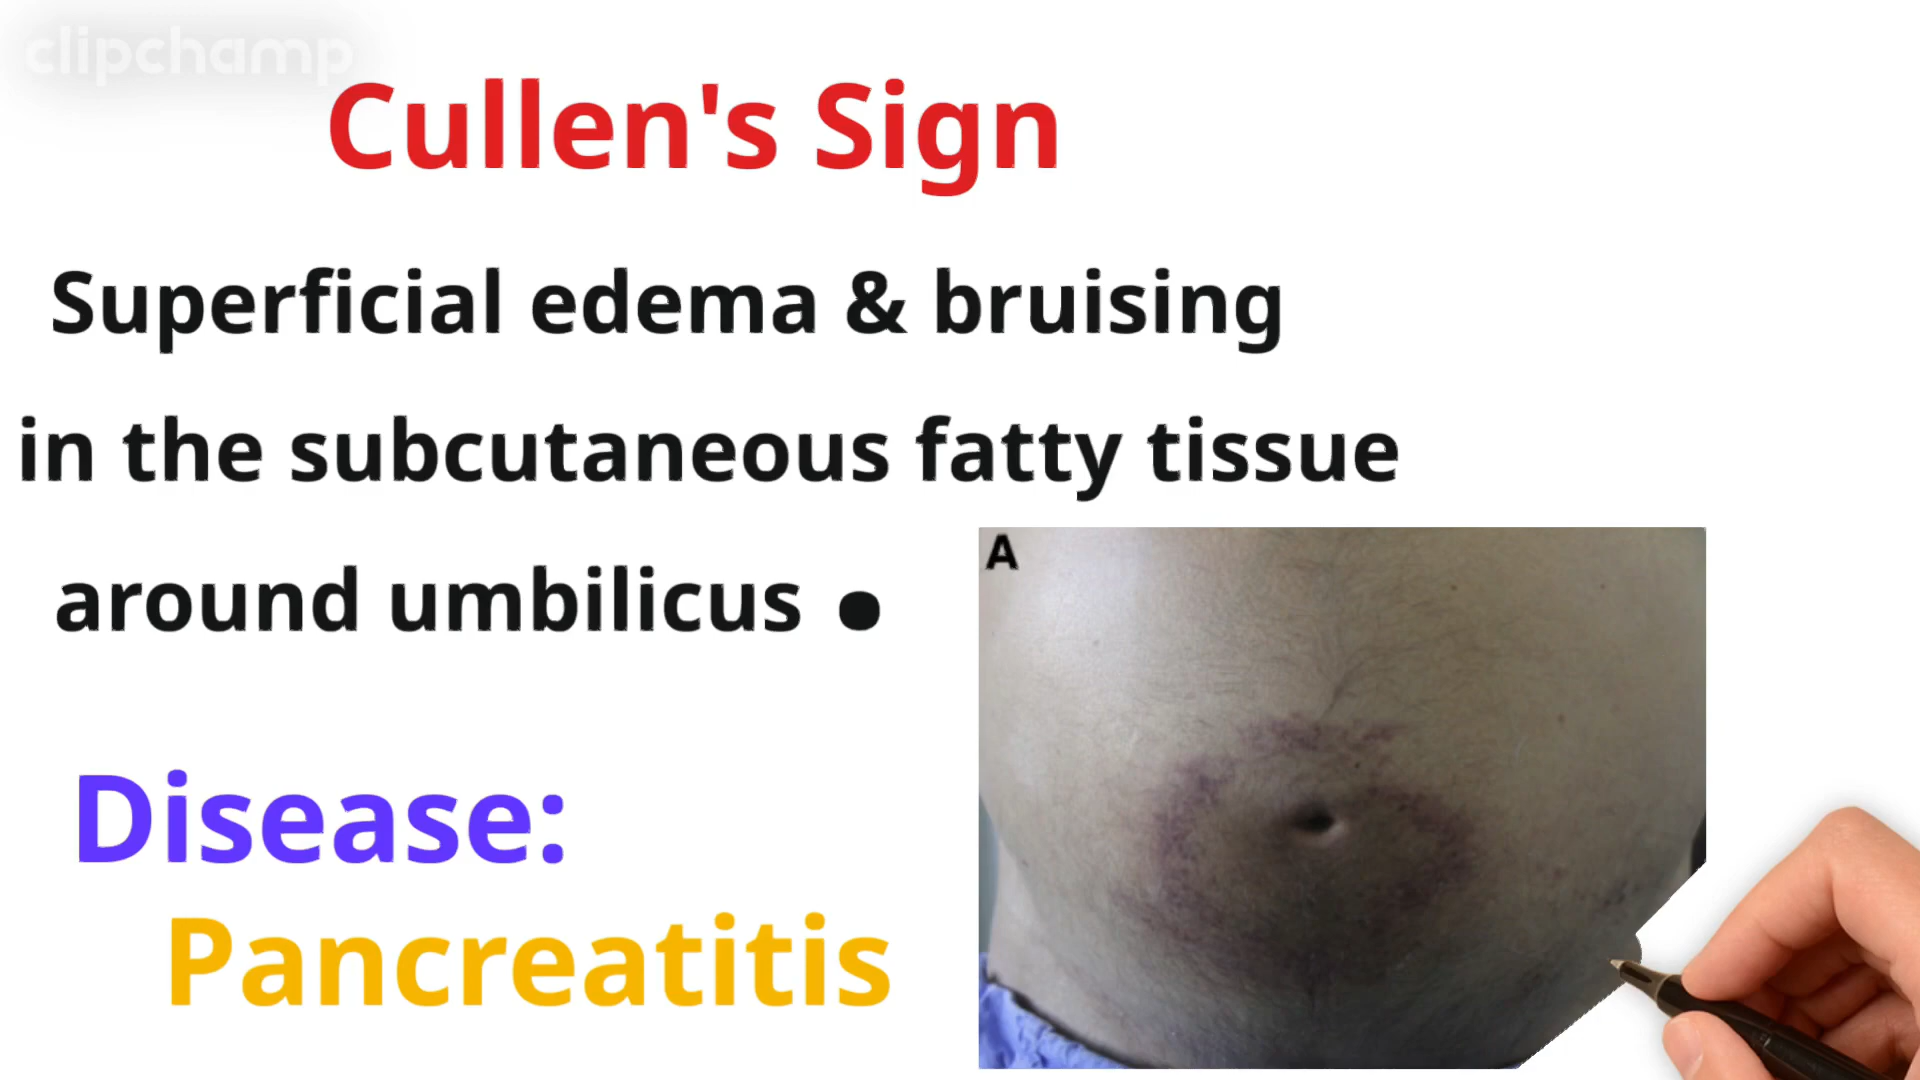 clipchamp
Cullen's Sign
Superficial edema & bruising
in the subcutaneous fatty tissue
around umbilicus .
A
Disease:
Pancreatitis